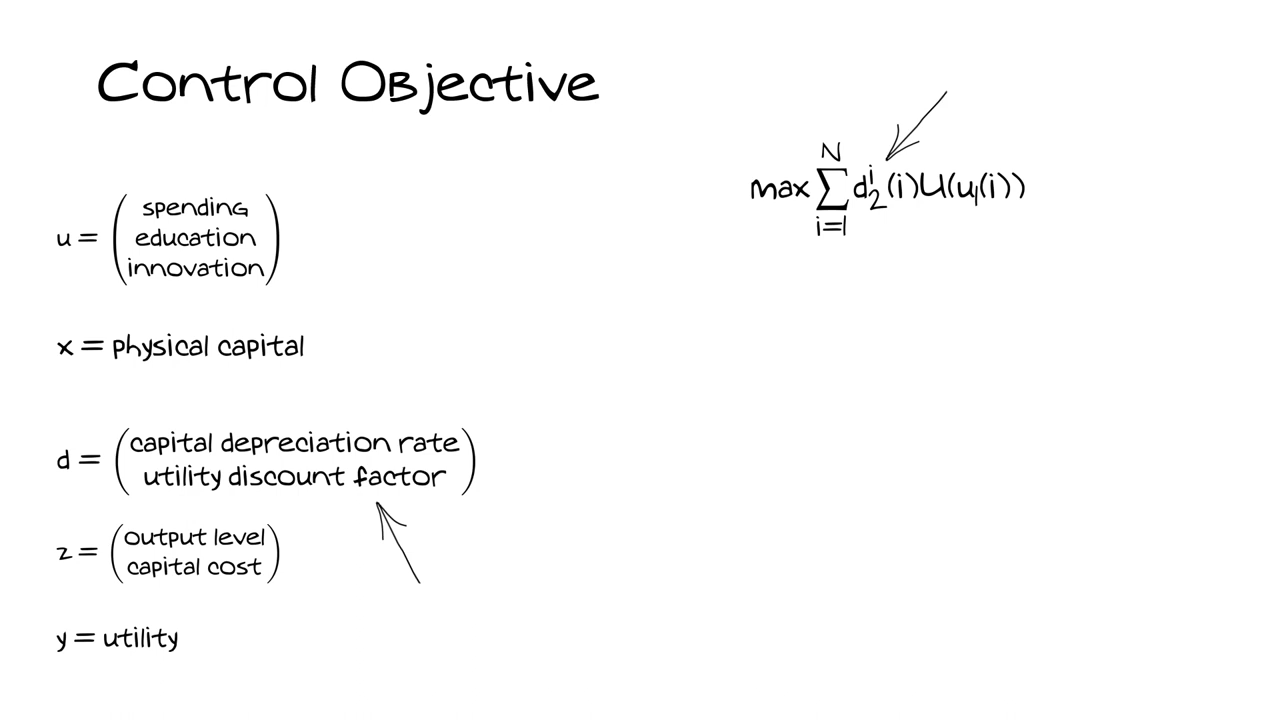 Control Objective
max ∑_{i=1}^{N} d_2^i(i)U(u_1(i))
u = (spending
education
innovation)
x = physical capital
d = (capital depreciation rate
utility discount factor)
z = (output level
capital cost)
y = utility